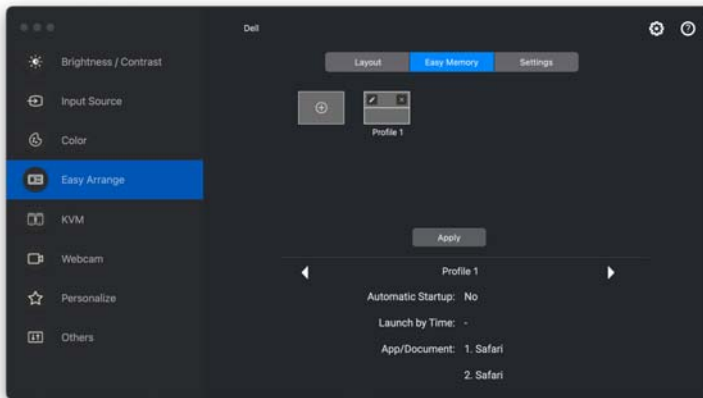 Dell
Brightness / Contrast
Input Source
Color
Easy Arrange
KVM
Webcam
Personalize
Others
Layout Easy Memory Settings
Profile 1
Apply
Profile 1
Automatic Startup: No
Launch by Time: -
App/Document: 1. Safari
2. Safari